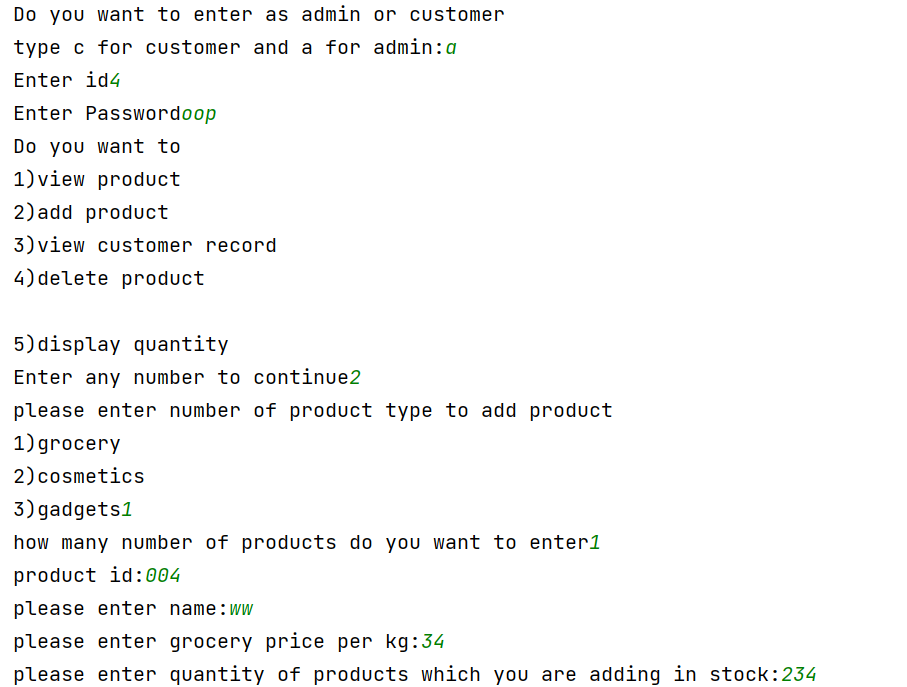 Do you want to enter as admin or customer
type c for customer and a for admin:a
Enter id4
Enter Passwordoop
Do you want to
1)view product
2)add product
3)view customer record
4)delete product
5)display quantity
Enter any number to continue2
please enter number of product type to add product
1)grocery
2)cosmetics
3)gadgets1
how many number of products do you want to enter1
product id:004
please enter name:ww
please enter grocery price per kg:34
please enter quantity of products which you are adding in stock:234